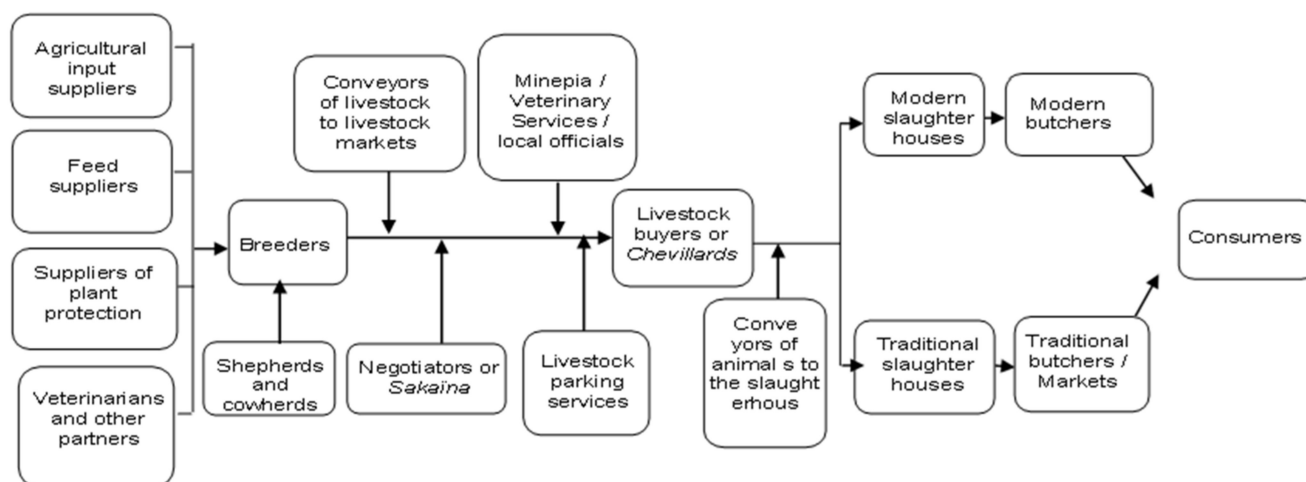 Agricultural
input
suppliers
Feed
suppliers
Suppliers of
plant
protection
Veterinarians
and other
partners
Breeders
Shepherds
and
cowherds
Conveyors
of livestock
to livestock
markets
Negotiators or
Sakaïna
Minepia /
Veterinary
Services /
local officials
Livestock
parking
services
Livestock
buyers or
Chevillards
Conve
yors of
animal s to
the slaught
erhous
Modern
slaughter
houses
Modern
butchers
Traditional
slaughter
houses
Traditional
butchers /
Markets
Consumers